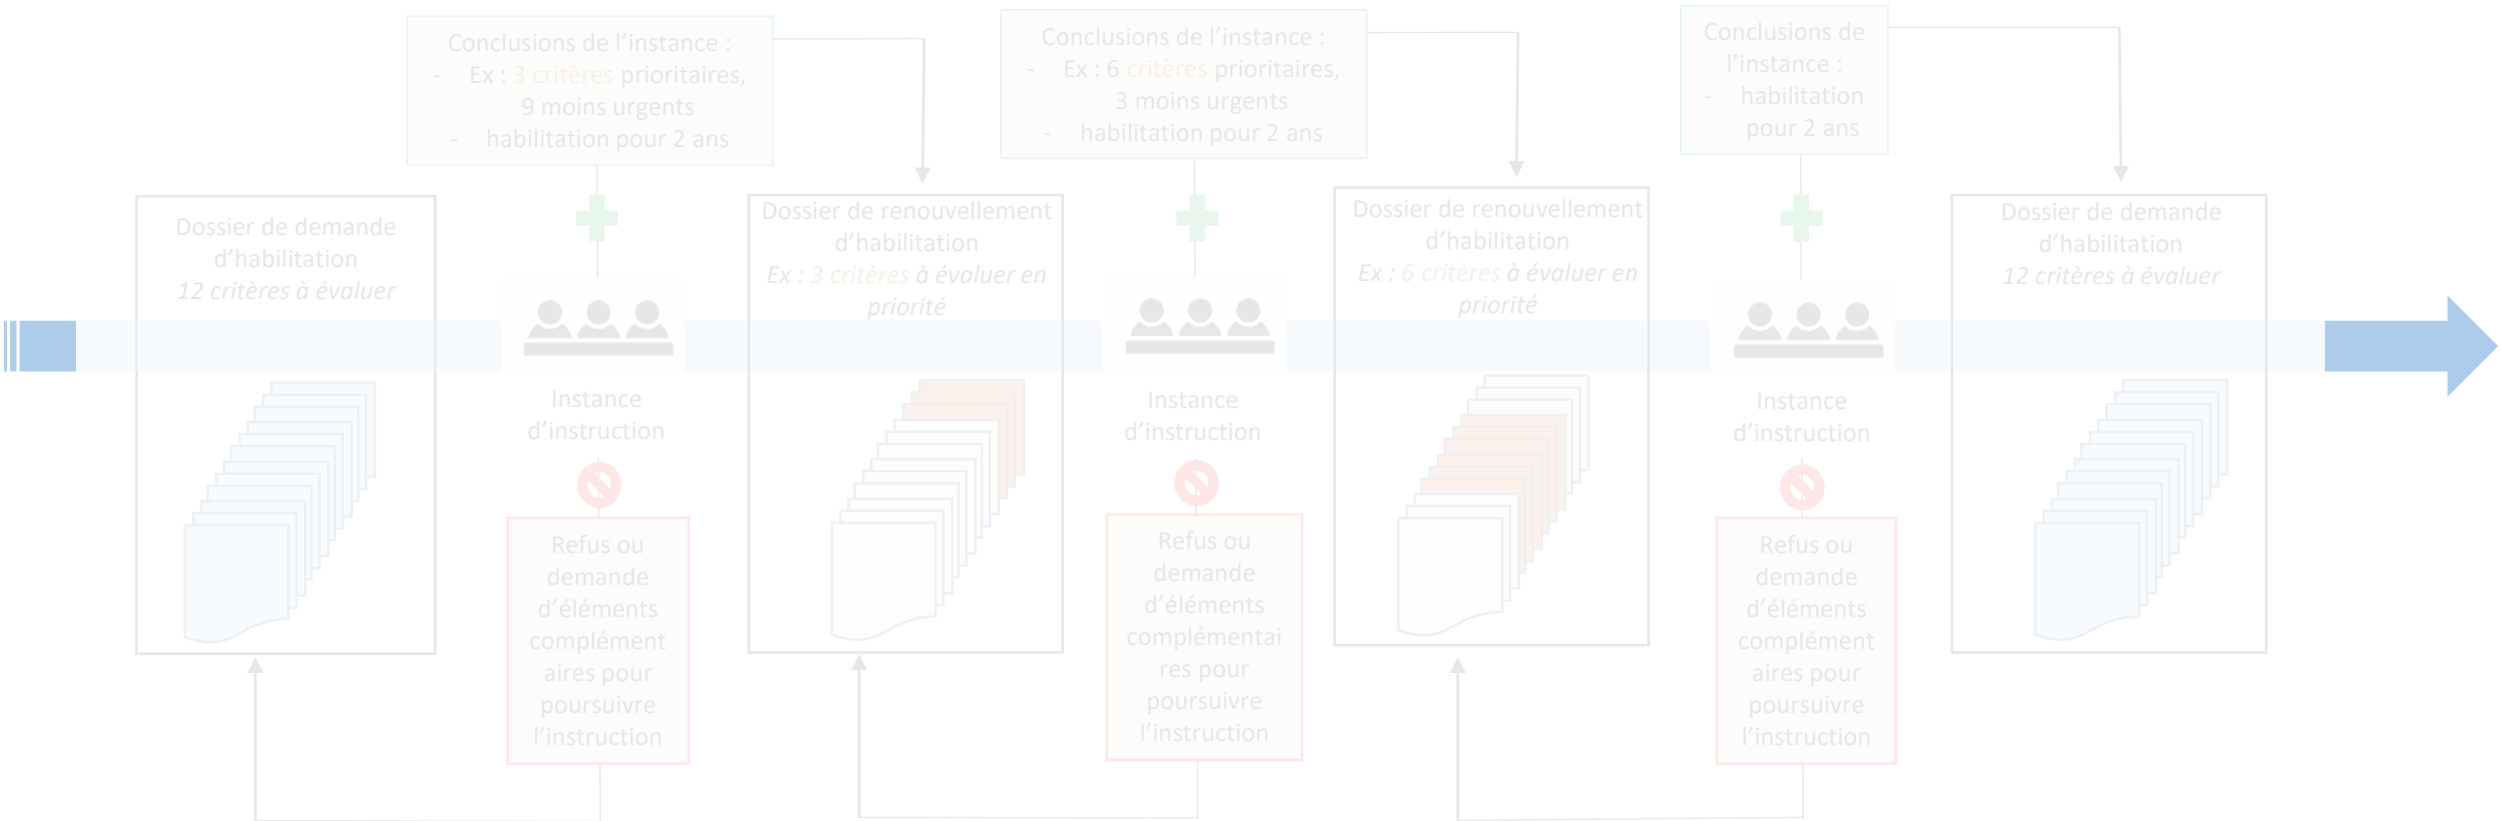 Conclusions de l’instance :
- Ex : 3 critères prioritaires,
9 moins urgents
- habilitation pour 2 ans
Conclusions de l’instance :
- Ex : 6 critères prioritaires,
3 moins urgents
- habilitation pour 2 ans
Conclusions de
l’instance :
- habilitation
pour 2 ans
Dossier de demande
d’habilitation
12 critères à évaluer
Instance
d’instruction
Refus ou
demande
d’éléments
complément
aires pour
poursuivre
l’instruction
Dossier de renouvellement
d’habilitation
Ex : 3 critères à évaluer en
priorité
Instance
d’instruction
Refus ou
demande
d’éléments
complémentai
res pour
poursuivre
l’instruction
Dossier de renouvellement
d’habilitation
Ex : 6 critères à évaluer en
priorité
Instance
d’instruction
Refus ou
demande
d’éléments
complément
aires pour
poursuivre
l’instruction
Dossier de demande
d’habilitation
12 critères à évaluer